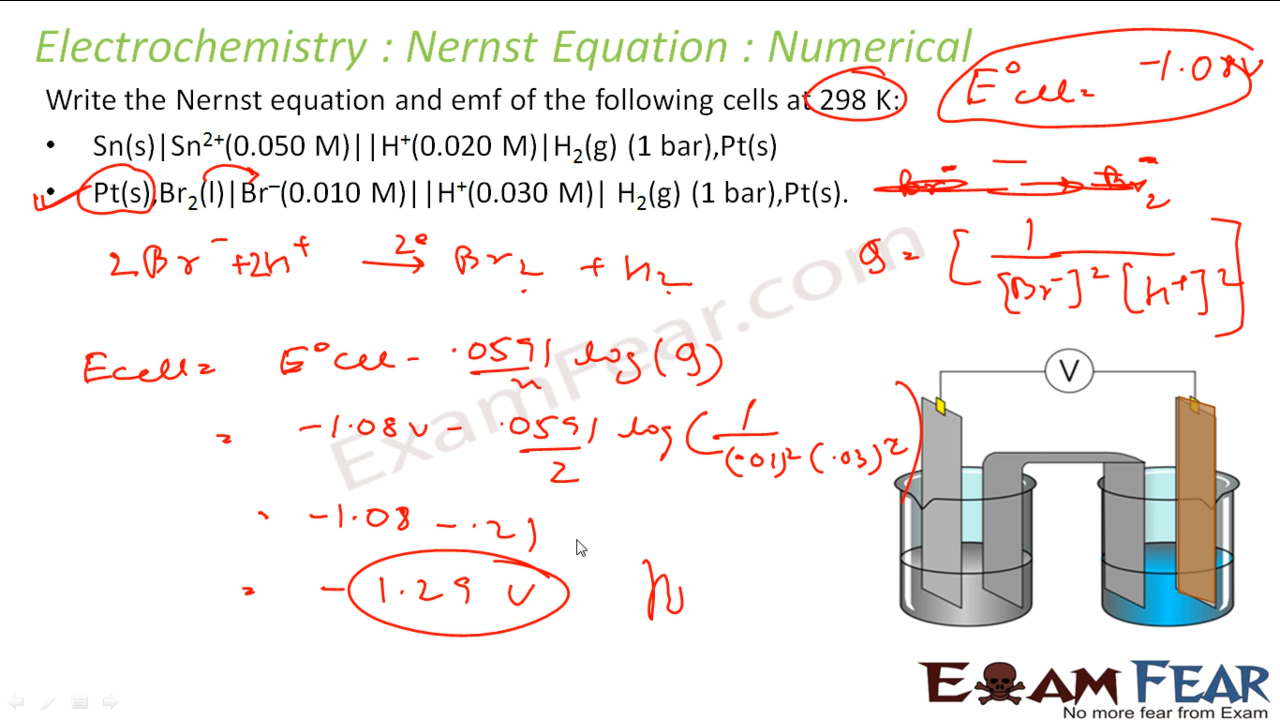 Electrochemistry : Nernst Equation : Numerical
E°cell = -1.08V
Write the Nernst equation and emf of the following cells at 298 K:
• Sn(s)|Sn²⁺(0.050 M)||H⁺(0.020 M)|H₂(g) (1 bar),Pt(s)
• Pt(s),Br₂(l)|Br⁻(0.010 M)||H⁺(0.030 M)| H₂(g) (1 bar),Pt(s).
2Br⁻ + 2H⁺ 2e → Br₂ + H₂
g = [1/[Br⁻]² [H⁺]²]
Ecell = E°cell - .0591/n log(g)
= -1.08V - .0591/2 log(1/(.01)² (.03)²)
= -1.08 - .21
= -1.29 V
V
ExamFear.com
EXAM FEAR
No more fear from Exam